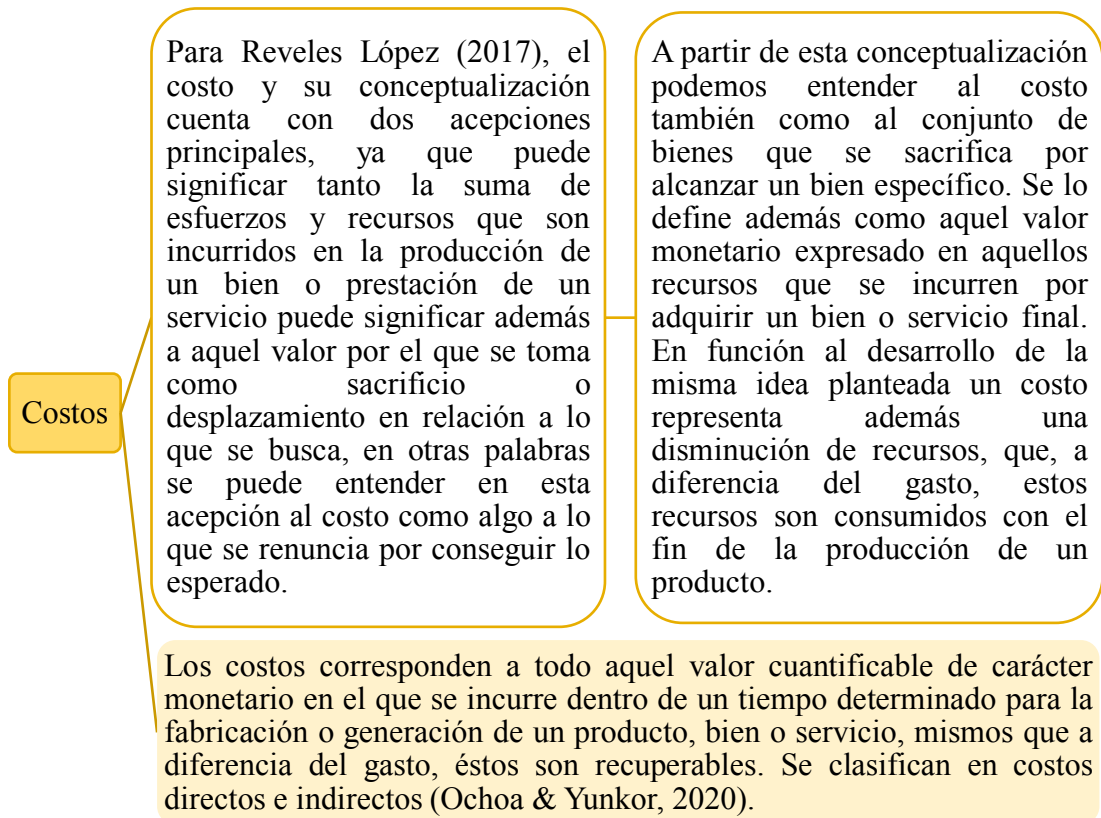 Costos
Para Reveles López (2017), el
costo y su conceptualización
cuenta con dos acepciones
principales, ya que puede
significar tanto la suma de
esfuerzos y recursos que son
incurridos en la producción de
un bien o prestación de un
servicio puede significar además
a aquel valor por el que se toma
como sacrificio o
desplazamiento en relación a lo
que se busca, en otras palabras
se puede entender en esta
acepción al costo como algo a lo
que se renuncia por conseguir lo
esperado.
A partir de esta conceptualización
podemos entender al costo
también como al conjunto de
bienes que se sacrifica por
alcanzar un bien específico. Se lo
define además como aquel valor
monetario expresado en aquellos
recursos que se incurren por
adquirir un bien o servicio final.
En función al desarrollo de la
misma idea planteada un costo
representa además una
disminución de recursos, que, a
diferencia del gasto, estos
recursos son consumidos con el
fin de la producción de un
producto.
Los costos corresponden a todo aquel valor cuantificable de carácter
monetario en el que se incurre dentro de un tiempo determinado para la
fabricación o generación de un producto, bien o servicio, mismos que a
diferencia del gasto, éstos son recuperables. Se clasifican en costos
directos e indirectos (Ochoa & Yunkor, 2020).